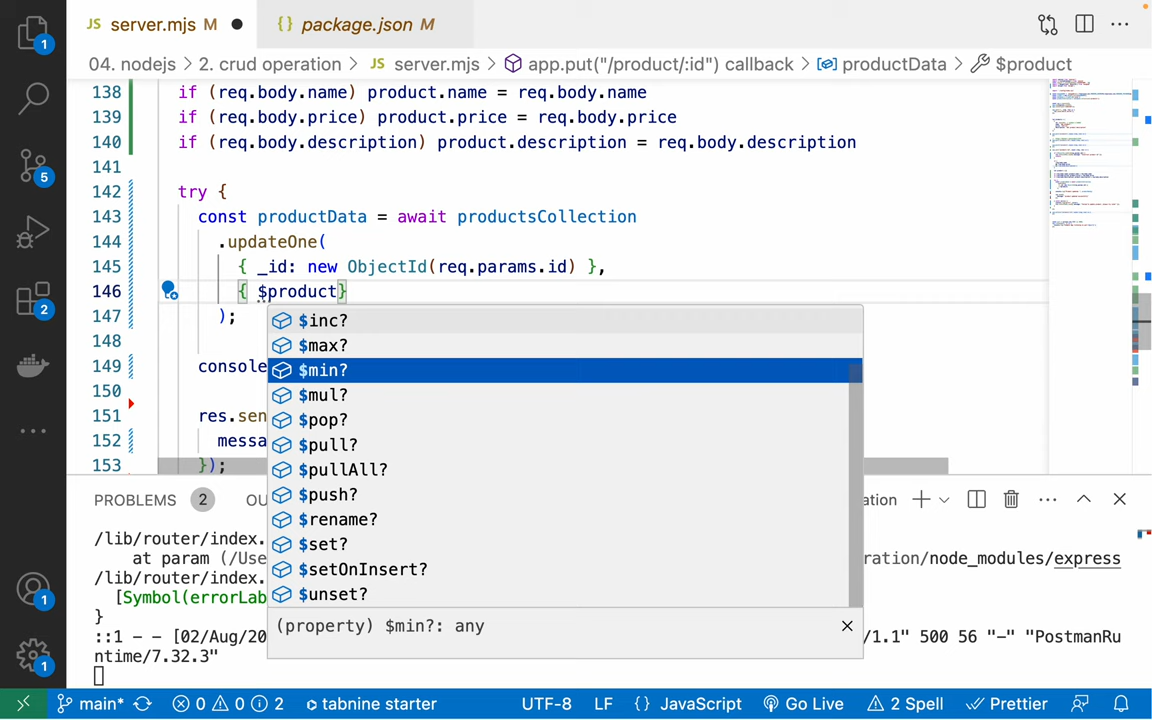 JS server.mjs M ● {} package.json M
04. nodejs > 2. crud operation > JS server.mjs > app.put("/product/:id") callback > productData > $product
138 if (req.body.name) product.name = req.body.name
139 if (req.body.price) product.price = req.body.price
140 if (req.body.description) product.description = req.body.description
141
142 try {
143 const productData = await productsCollection
144 .updateOne(
145 { _id: new ObjectId(req.params.id) },
146 { $product}
147 );
148
149 console
150
151 res.sen
152 messa
153 });
$inc?
$max?
$min?
$mul?
$pop?
$pull?
$pullAll?
$push?
$rename?
$set?
$setOnInsert?
$unset?
(property) $min?: any
PROBLEMS 2 OU ation
/lib/router/index.
at param (/Use ration/node_modules/express
/lib/router/index.
[Symbol(errorLab
}
::1 - - [02/Aug/20 /1.1" 500 56 "-" "PostmanRu
ntime/7.32.3"
main* 0 0 2 tabnine starter UTF-8 LF {} JavaScript Go Live 2 Spell Prettier
1
5
2
1
1